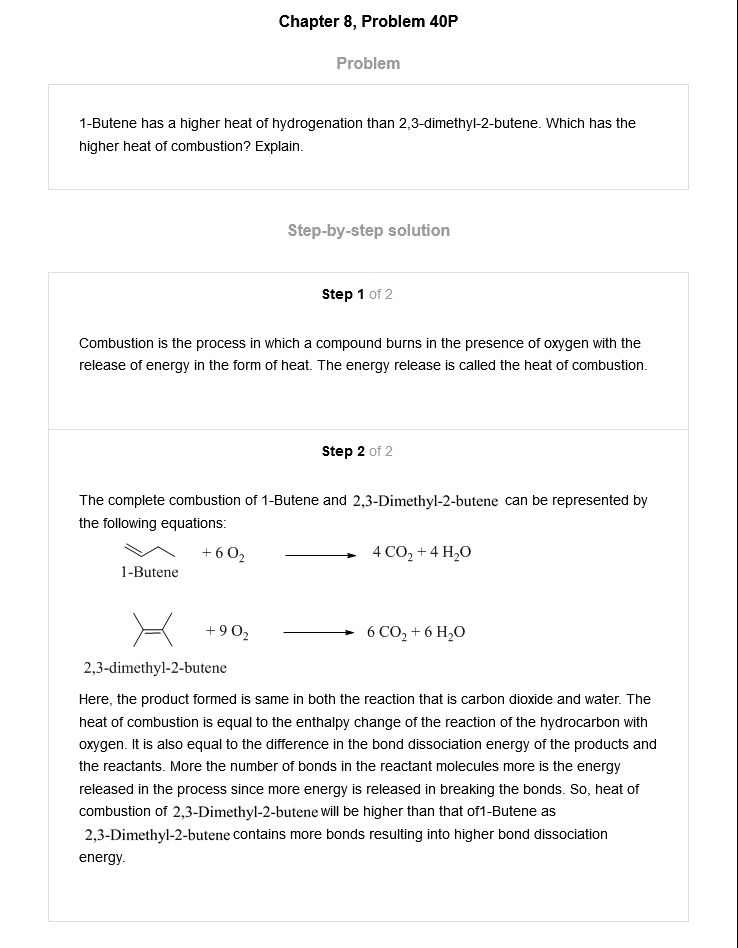 Chapter 8, Problem 40P
Problem
1-Butene has a higher heat of hydrogenation than 2,3-dimethyl-2-butene. Which has the
higher heat of combustion? Explain.
Step-by-step solution
Step 1 of 2
Combustion is the process in which a compound burns in the presence of oxygen with the
release of energy in the form of heat. The energy release is called the heat of combustion.
Step 2 of 2
The complete combustion of 1-Butene and 2,3-Dimethyl-2-butene can be represented by
the following equations:
+ 6 O₂ → 4 CO₂ + 4 H₂O
1-Butene
+ 9 O₂ → 6 CO₂ + 6 H₂O
2,3-dimethyl-2-butene
Here, the product formed is same in both the reaction that is carbon dioxide and water. The
heat of combustion is equal to the enthalpy change of the reaction of the hydrocarbon with
oxygen. It is also equal to the difference in the bond dissociation energy of the products and
the reactants. More the number of bonds in the reactant molecules more is the energy
released in the process since more energy is released in breaking the bonds. So, heat of
combustion of 2,3-Dimethyl-2-butene will be higher than that of1-Butene as
2,3-Dimethyl-2-butene contains more bonds resulting into higher bond dissociation
energy.